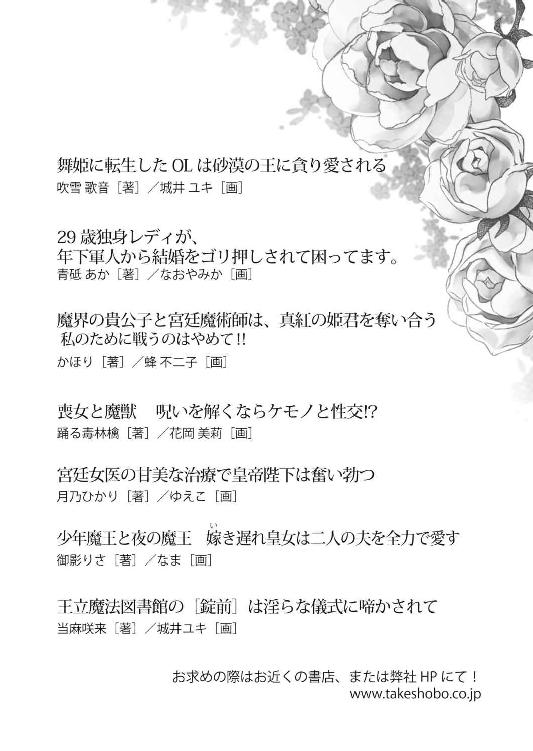 舞姫に転生したOLは砂漠の王に貪り愛される
吹雪 歌音［著］／城井 ユキ［画］
29歳独身レディが、
年下軍人から結婚をゴリ押しされて困ってます。
青砥 あか［著］／なおやみか［画］
魔界の貴公子と宮廷魔術師は、真紅の姫君を奪い合う
私のために戦うのはやめて!!
かほり［著］／蜂 不二子［画］
喪女と魔獣　呪いを解くならケモノと性交!?
踊る毒林檎［著］／花岡 美莉［画］
宮廷女医の甘美な治療で皇帝陛下は奮い勃つ
月乃ひかり［著］／ゆえこ［画］
い
少年魔王と夜の魔王　嫁き遅れ皇女は二人の夫を全力で愛す
御影りさ［著］／なま［画］
王立魔法図書館の［錠前］は淫らな儀式に啼かされて
当麻咲来［著］／城井ユキ［画］
お求めの際はお近くの書店、または弊社HPにて！
www.takeshobo.co.jp